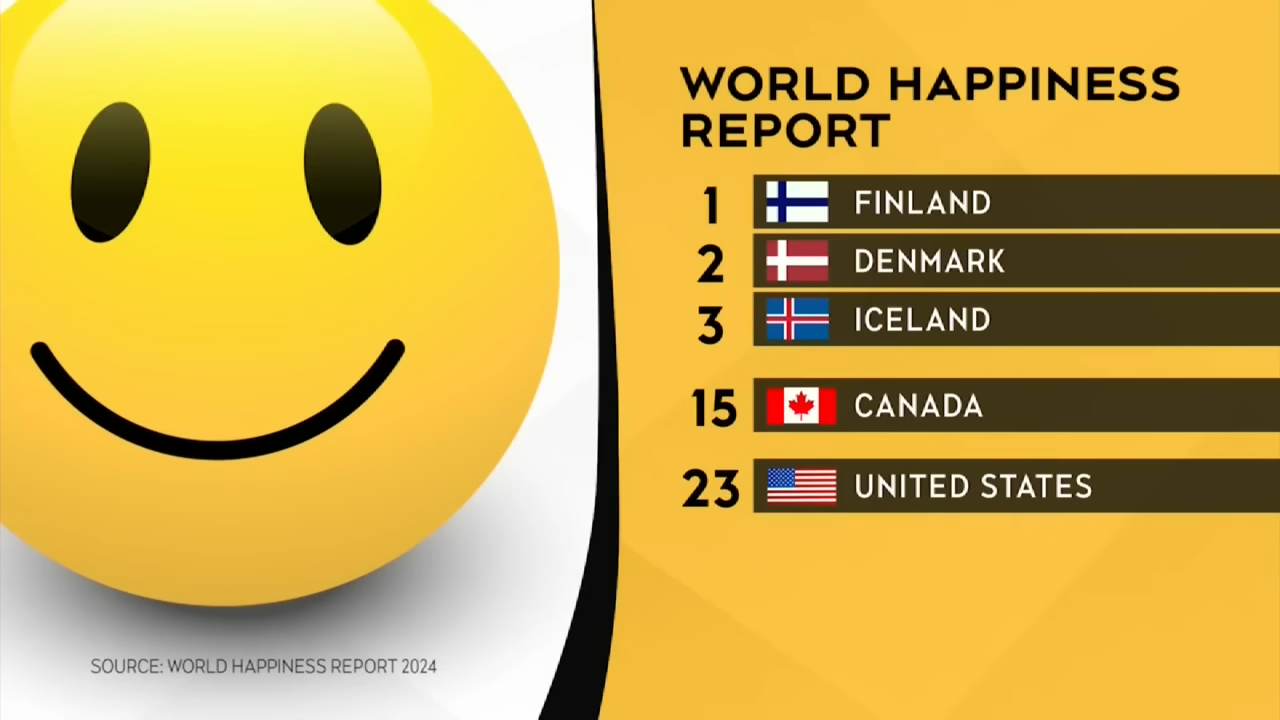 WORLD HAPPINESS
REPORT
1 FINLAND
2 DENMARK
3 ICELAND
15 CANADA
23 UNITED STATES
SOURCE: WORLD HAPPINESS REPORT 2024